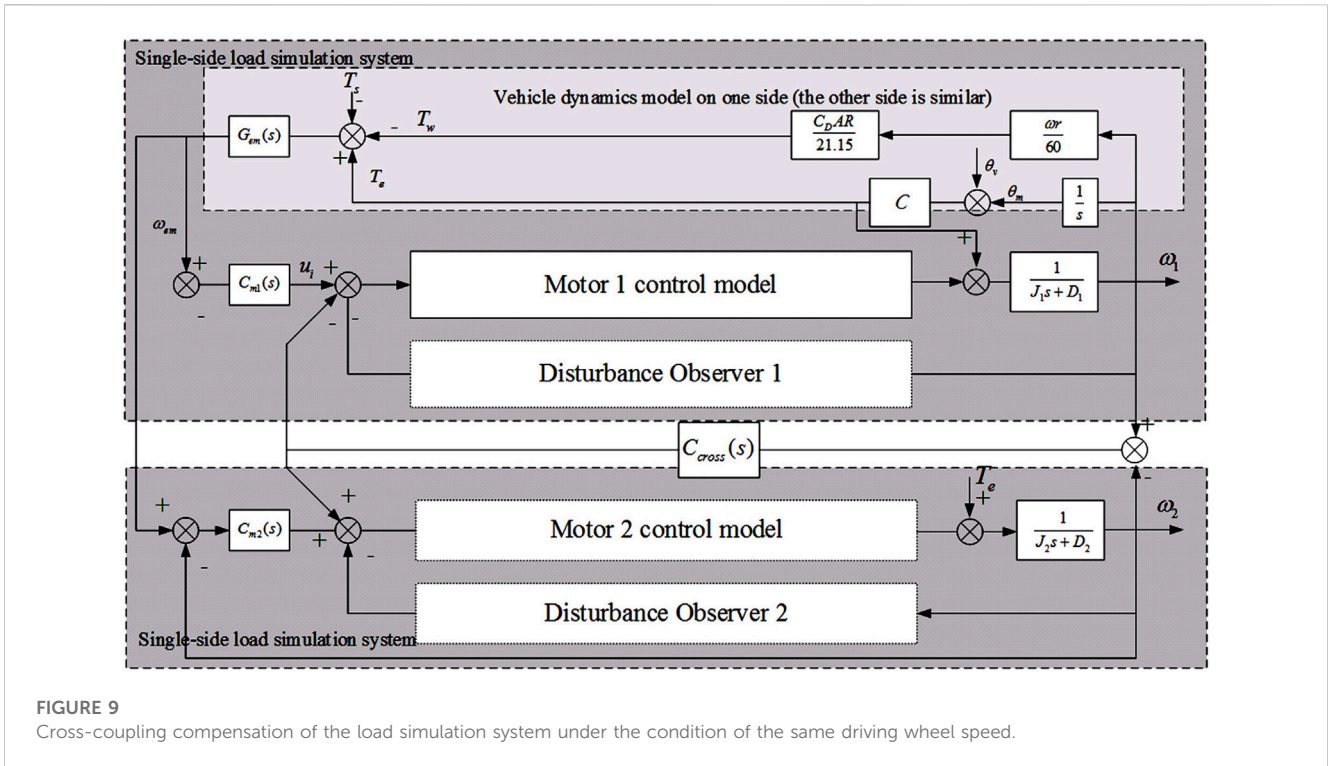 Single-side load simulation system
T_s
-
Vehicle dynamics model on one side (the other side is similar)
G_em(s)
-
T_w
C_D AR
21.15
ωr
60
+
T_e
θ_v
C
θ_m
1
s
ω_em
+
-
C_m1(s)
u_i
+
-
-
Motor 1 control model
+
1
J_1s+D_1
ω_1
Disturbance Observer 1
C_cross(s)
+
-
+
-
C_m2(s)
+
+
-
Motor 2 control model
T_e
+
1
J_2s+D_2
ω_2
Disturbance Observer 2
Single-side load simulation system
FIGURE 9
Cross-coupling compensation of the load simulation system under the condition of the same driving wheel speed.